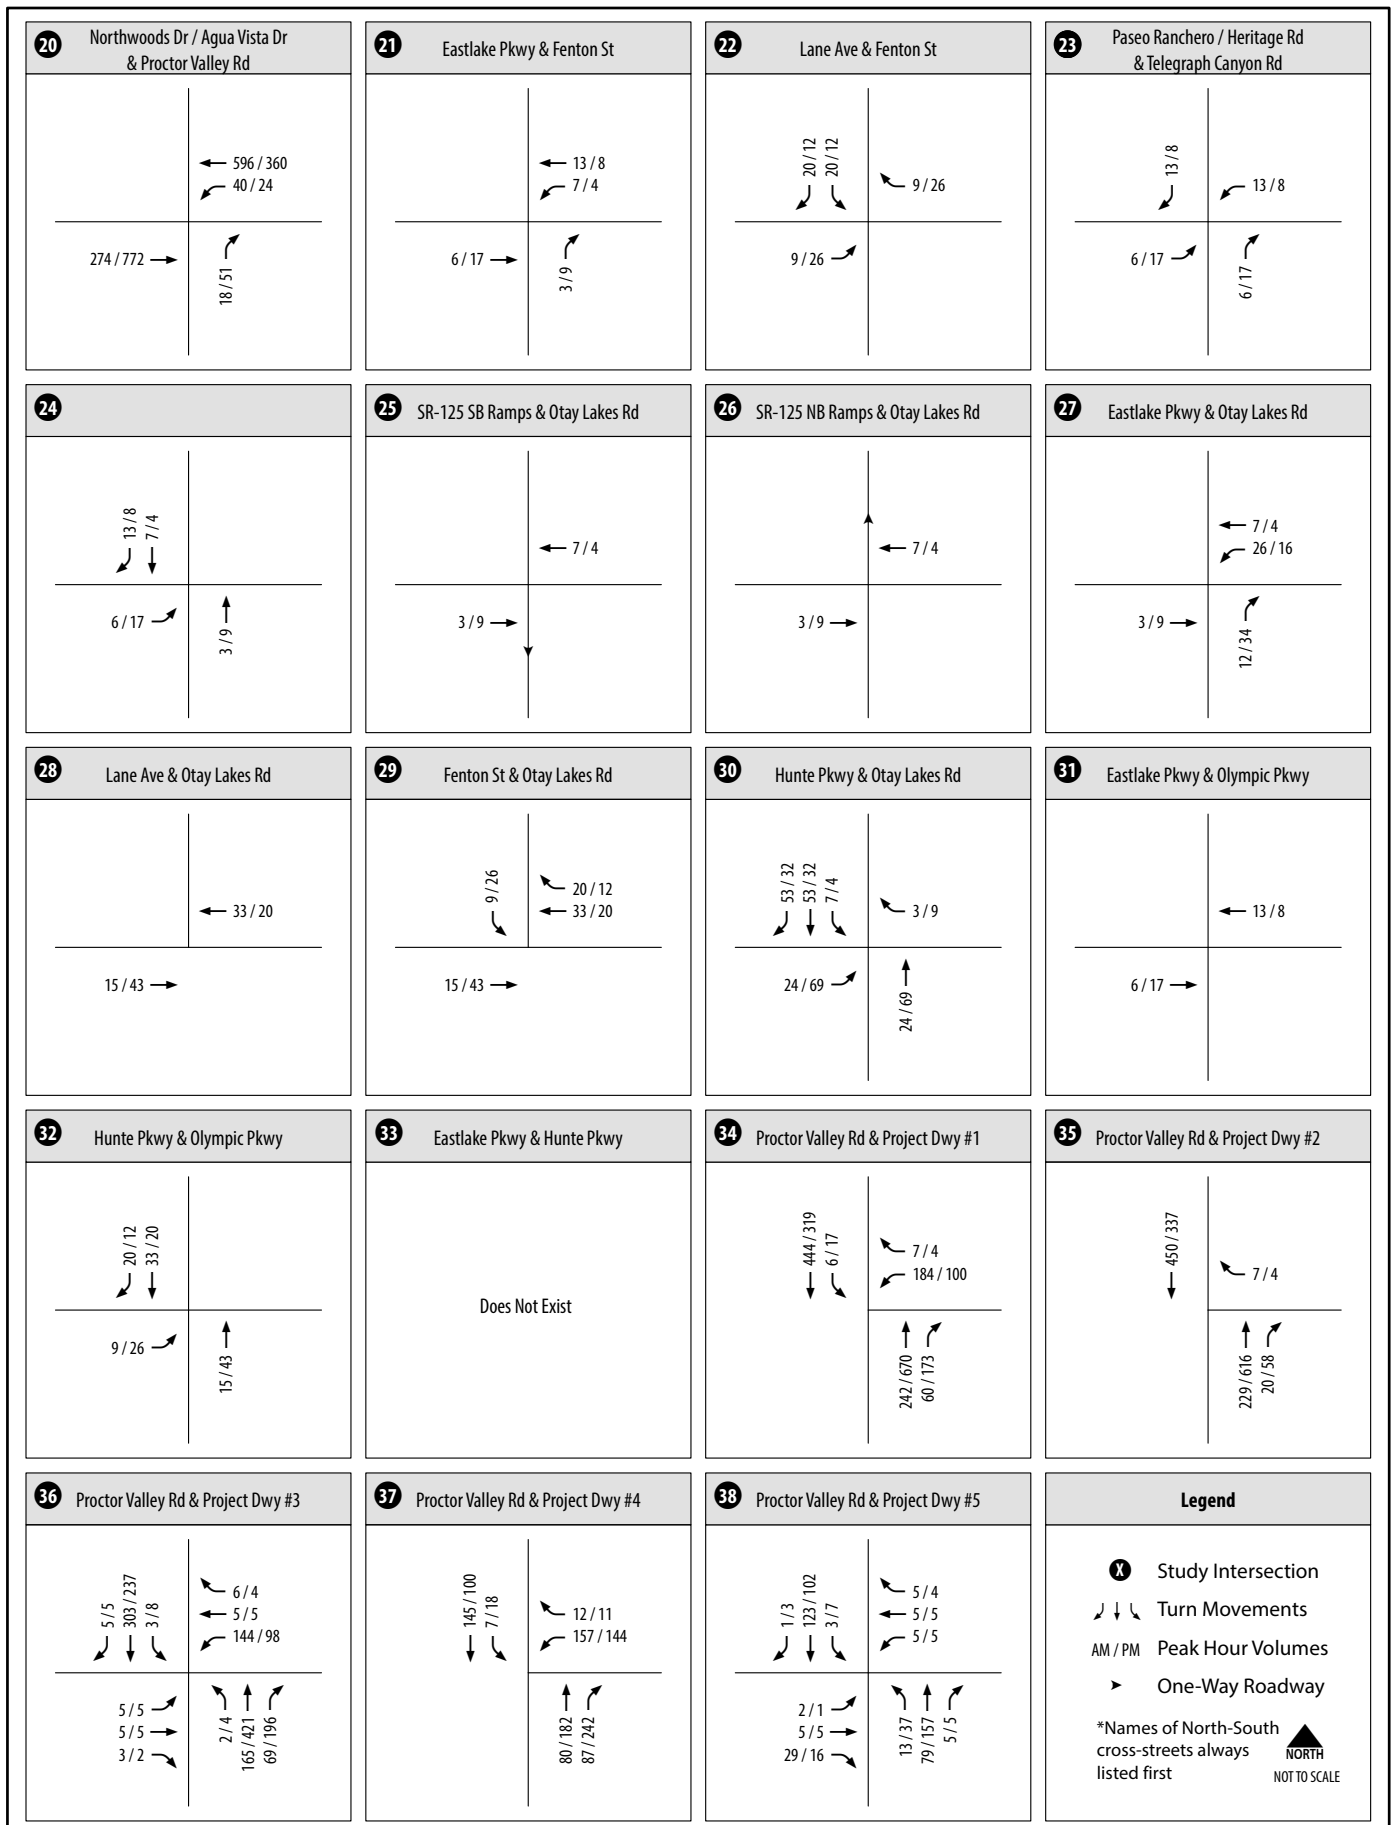 20
Northwoods Dr / Agua Vista Dr
& Proctor Valley Rd
596 / 360
40 / 24
274 / 772
18 / 51
21
Eastlake Pkwy & Fenton St
13 / 8
7 / 4
6 / 17
3 / 9
22
Lane Ave & Fenton St
20 / 12
20 / 12
9 / 26
9 / 26
23
Paseo Ranchero / Heritage Rd
& Telegraph Canyon Rd
13 / 8
13 / 8
6 / 17
6 / 17
24
13 / 8
7 / 4
6 / 17
3 / 9
25
SR-125 SB Ramps & Otay Lakes Rd
7 / 4
3 / 9
26
SR-125 NB Ramps & Otay Lakes Rd
7 / 4
3 / 9
27
Eastlake Pkwy & Otay Lakes Rd
7 / 4
26 / 16
3 / 9
12 / 34
28
Lane Ave & Otay Lakes Rd
33 / 20
15 / 43
29
Fenton St & Otay Lakes Rd
9 / 26
20 / 12
33 / 20
15 / 43
30
Hunte Pkwy & Otay Lakes Rd
53 / 32
53 / 32
7 / 4
3 / 9
24 / 69
24 / 69
31
Eastlake Pkwy & Olympic Pkwy
13 / 8
6 / 17
32
Hunte Pkwy & Olympic Pkwy
20 / 12
33 / 20
9 / 26
15 / 43
33
Eastlake Pkwy & Hunte Pkwy
Does Not Exist
34
Proctor Valley Rd & Project Dwy #1
444 / 319
6 / 17
7 / 4
184 / 100
242 / 670
60 / 173
35
Proctor Valley Rd & Project Dwy #2
450 / 337
7 / 4
229 / 616
20 / 58
36
Proctor Valley Rd & Project Dwy #3
5 / 5
303 / 237
3 / 8
6 / 4
5 / 5
144 / 98
5 / 5
5 / 5
3 / 2
2 / 4
165 / 421
69 / 196
37
Proctor Valley Rd & Project Dwy #4
145 / 100
7 / 18
12 / 11
157 / 144
80 / 182
87 / 242
38
Proctor Valley Rd & Project Dwy #5
1 / 3
123 / 102
3 / 7
5 / 4
5 / 5
5 / 5
2 / 1
5 / 5
29 / 16
13 / 37
79 / 157
5 / 5
Legend
X Study Intersection
Turn Movements
AM / PM Peak Hour Volumes
One-Way Roadway
*Names of North-South
cross-streets always
listed first
NORTH
NOT TO SCALE